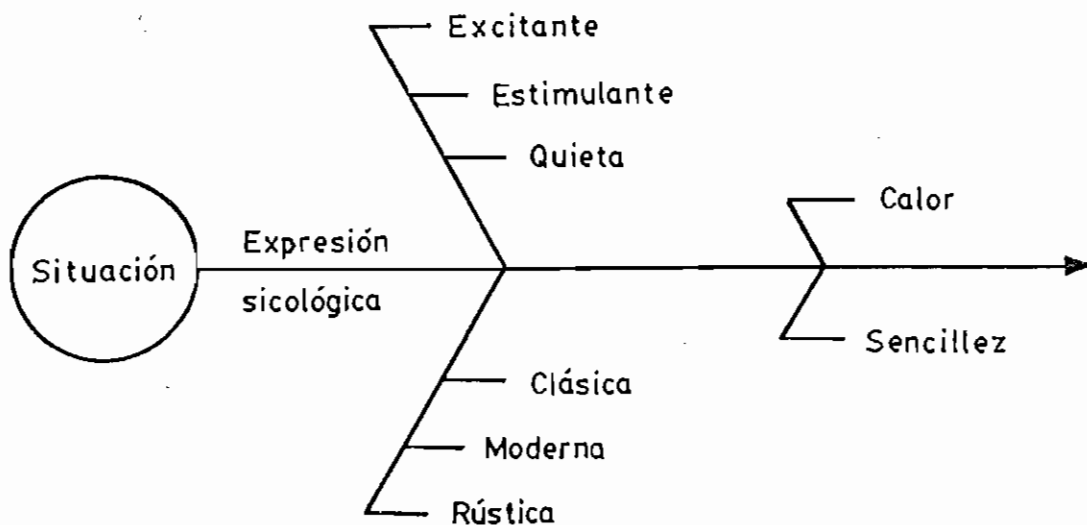 Excitante
Estimulante
Quieta
Calor
Situación
Expresión
sicológica
Sencillez
Clásica
Moderna
Rústica